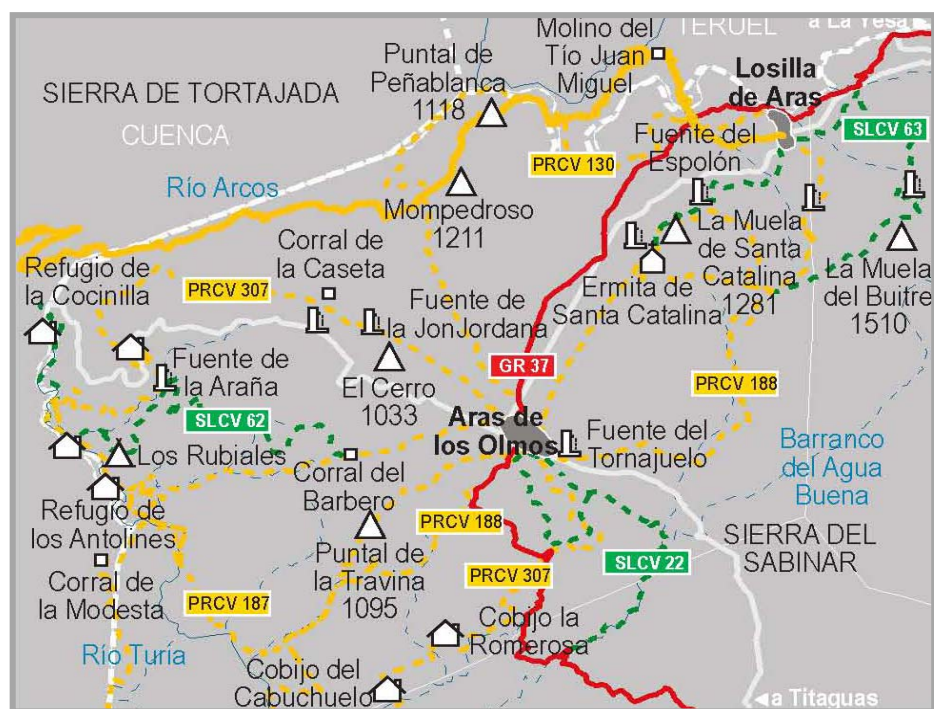 TERUEL
a La Yesa
Molino del
Tío Juan
Miguel
Puntal de
Peñablanca
1118
Losilla
de Aras
SIERRA DE TORTAJADA
CUENCA
Fuente del
Espolón
SLCV 63
PRCV 130
Río Arcos
Mompedroso
1211
La Muela
de Santa
Catalina
1281
Corral de
la Caseta
Refugio de
la Cocinilla
PRCV 307
Ermita de
Santa Catalina
La Muela
del Buitre
1510
Fuente de
la JonJordana
Fuente de
la Araña
GR 37
El Cerro
1033
PRCV 188
SLCV 62
Aras de
los Olmos
Fuente del
Tornajuelo
Los Rubiales
Corral del
Barbero
Barranco
del Agua
Buena
Refugio de
los Antolines
PRCV 188
SIERRA DEL
SABINAR
Puntal de
la Travina
1095
PRCV 307
SLCV 22
Corral de
la Modesta
PRCV 187
Cobijo la
Romerosa
Río Turia
Cobijo del
Cabuchuelo
a Titaguas